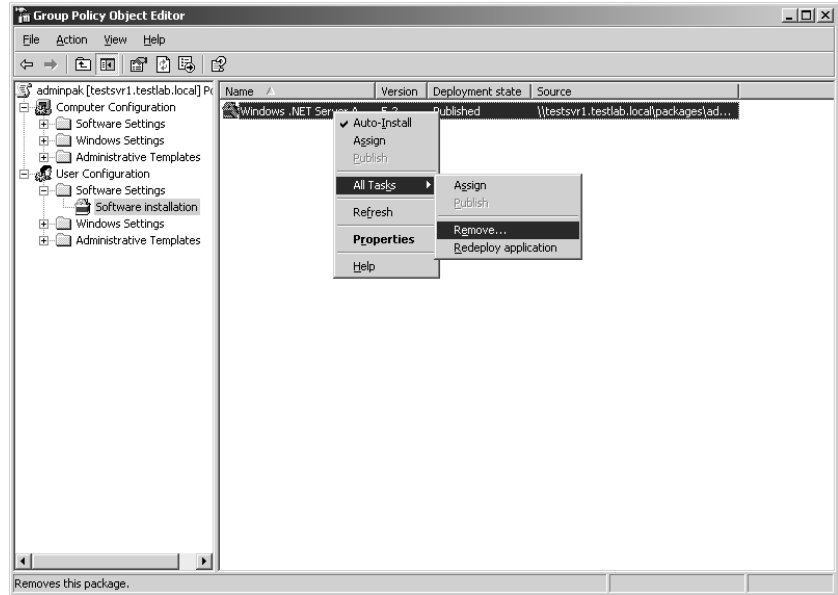 Group Policy Object Editor
File Action View Help
adminpak [testsvr1.testlab.local] Po
Computer Configuration
Software Settings
Windows Settings
Administrative Templates
User Configuration
Software Settings
Software installation
Windows Settings
Administrative Templates
Name Version Deployment state Source
Windows .NET Server A 5.2 Published \\testsvr1.testlab.local\packages\ad...
Auto-Install
Assign
Publish
All Tasks
Refresh
Properties
Help
Assign
Publish
Remove...
Redeploy application
Removes this package.